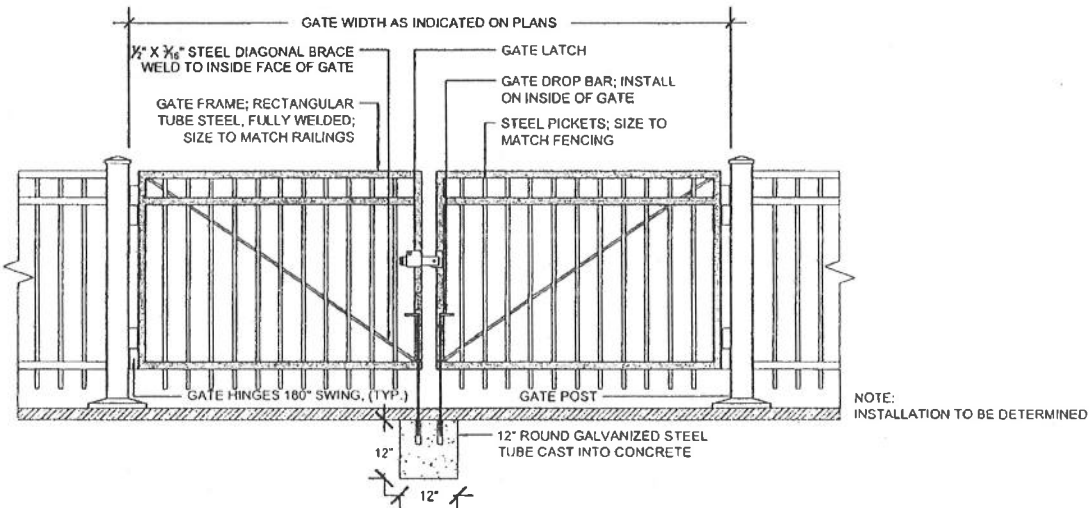 GATE WIDTH AS INDICATED ON PLANS
½" X 3/16" STEEL DIAGONAL BRACE
WELD TO INSIDE FACE OF GATE
GATE FRAME; RECTANGULAR
TUBE STEEL, FULLY WELDED;
SIZE TO MATCH RAILINGS
GATE LATCH
GATE DROP BAR; INSTALL
ON INSIDE OF GATE
STEEL PICKETS; SIZE TO
MATCH FENCING
GATE HINGES 180° SWING, (TYP.)
GATE POST
NOTE:
INSTALLATION TO BE DETERMINED
12" ROUND GALVANIZED STEEL
TUBE CAST INTO CONCRETE
12"
12"